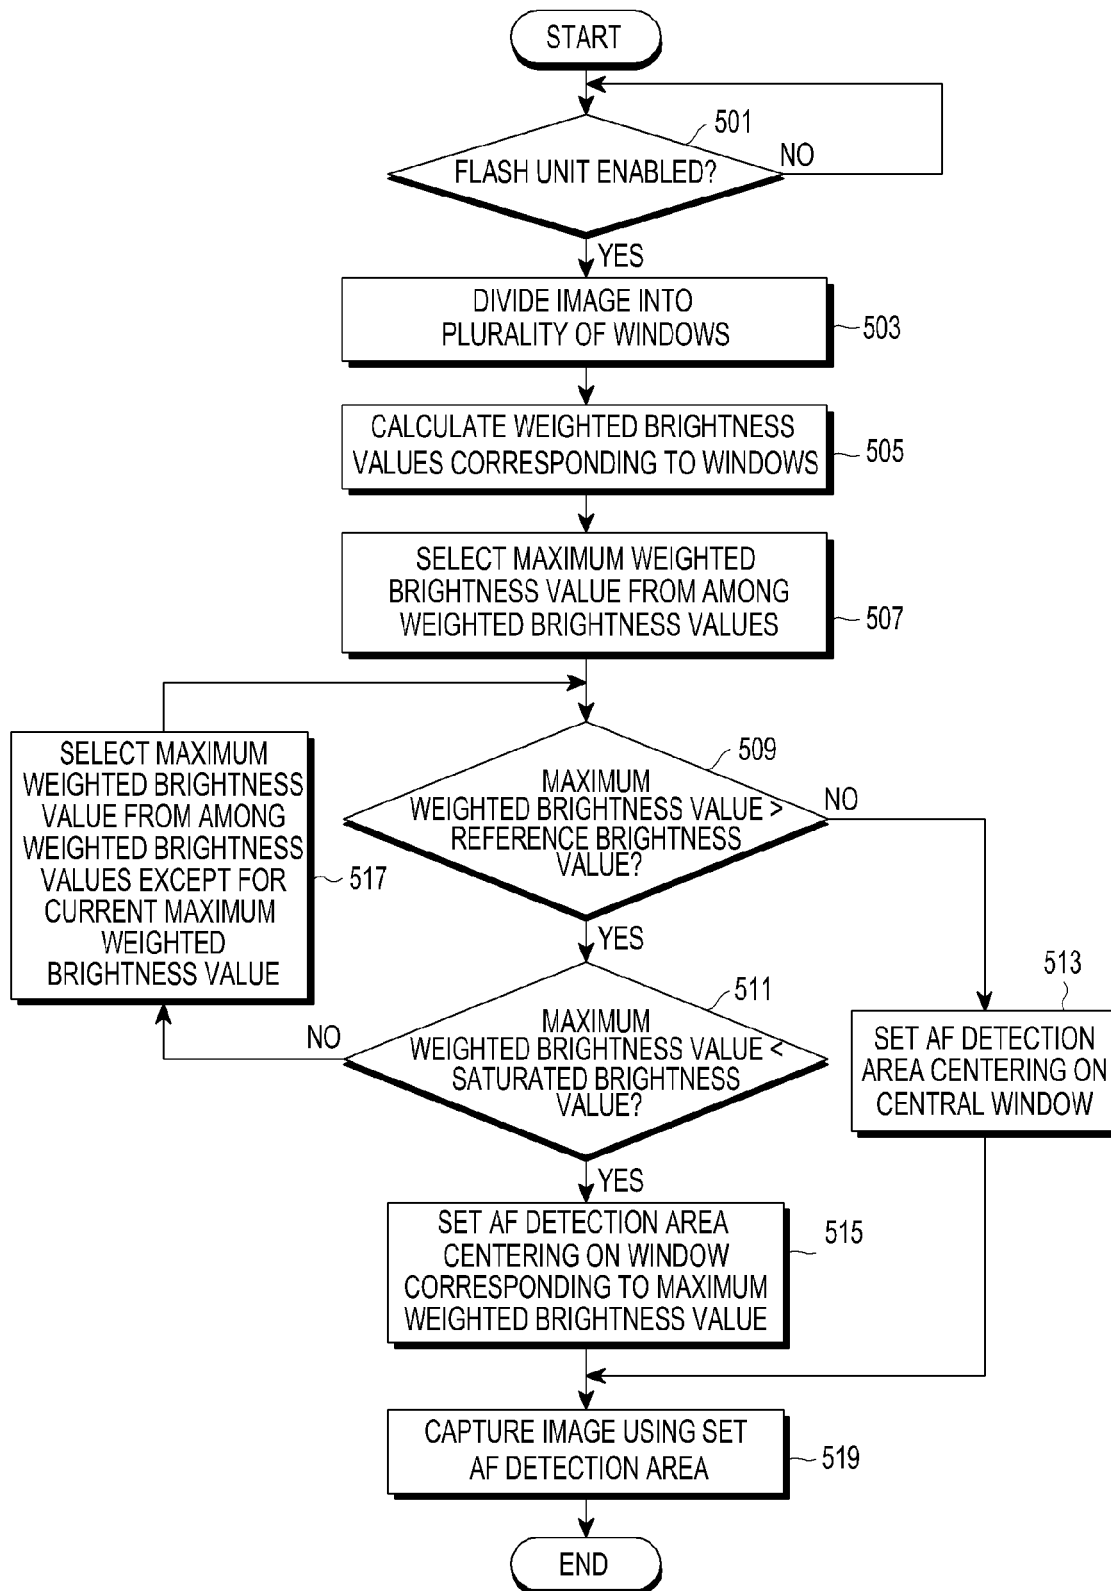 START
501
FLASH UNIT ENABLED?
NO
YES
DIVIDE IMAGE INTO
PLURALITY OF WINDOWS
503
CALCULATE WEIGHTED BRIGHTNESS
VALUES CORRESPONDING TO WINDOWS
505
SELECT MAXIMUM WEIGHTED
BRIGHTNESS VALUE FROM AMONG
WEIGHTED BRIGHTNESS VALUES
507
509
MAXIMUM
WEIGHTED BRIGHTNESS VALUE >
REFERENCE BRIGHTNESS
VALUE?
NO
YES
SELECT MAXIMUM
WEIGHTED BRIGHTNESS
VALUE FROM AMONG
WEIGHTED BRIGHTNESS
VALUES EXCEPT FOR
CURRENT MAXIMUM
WEIGHTED
BRIGHTNESS VALUE
517
511
MAXIMUM
WEIGHTED BRIGHTNESS VALUE <
SATURATED BRIGHTNESS
VALUE?
NO
YES
513
SET AF DETECTION
AREA CENTERING ON
CENTRAL WINDOW
SET AF DETECTION AREA
CENTERING ON WINDOW
CORRESPONDING TO MAXIMUM
WEIGHTED BRIGHTNESS VALUE
515
CAPTURE IMAGE USING SET
AF DETECTION AREA
519
END